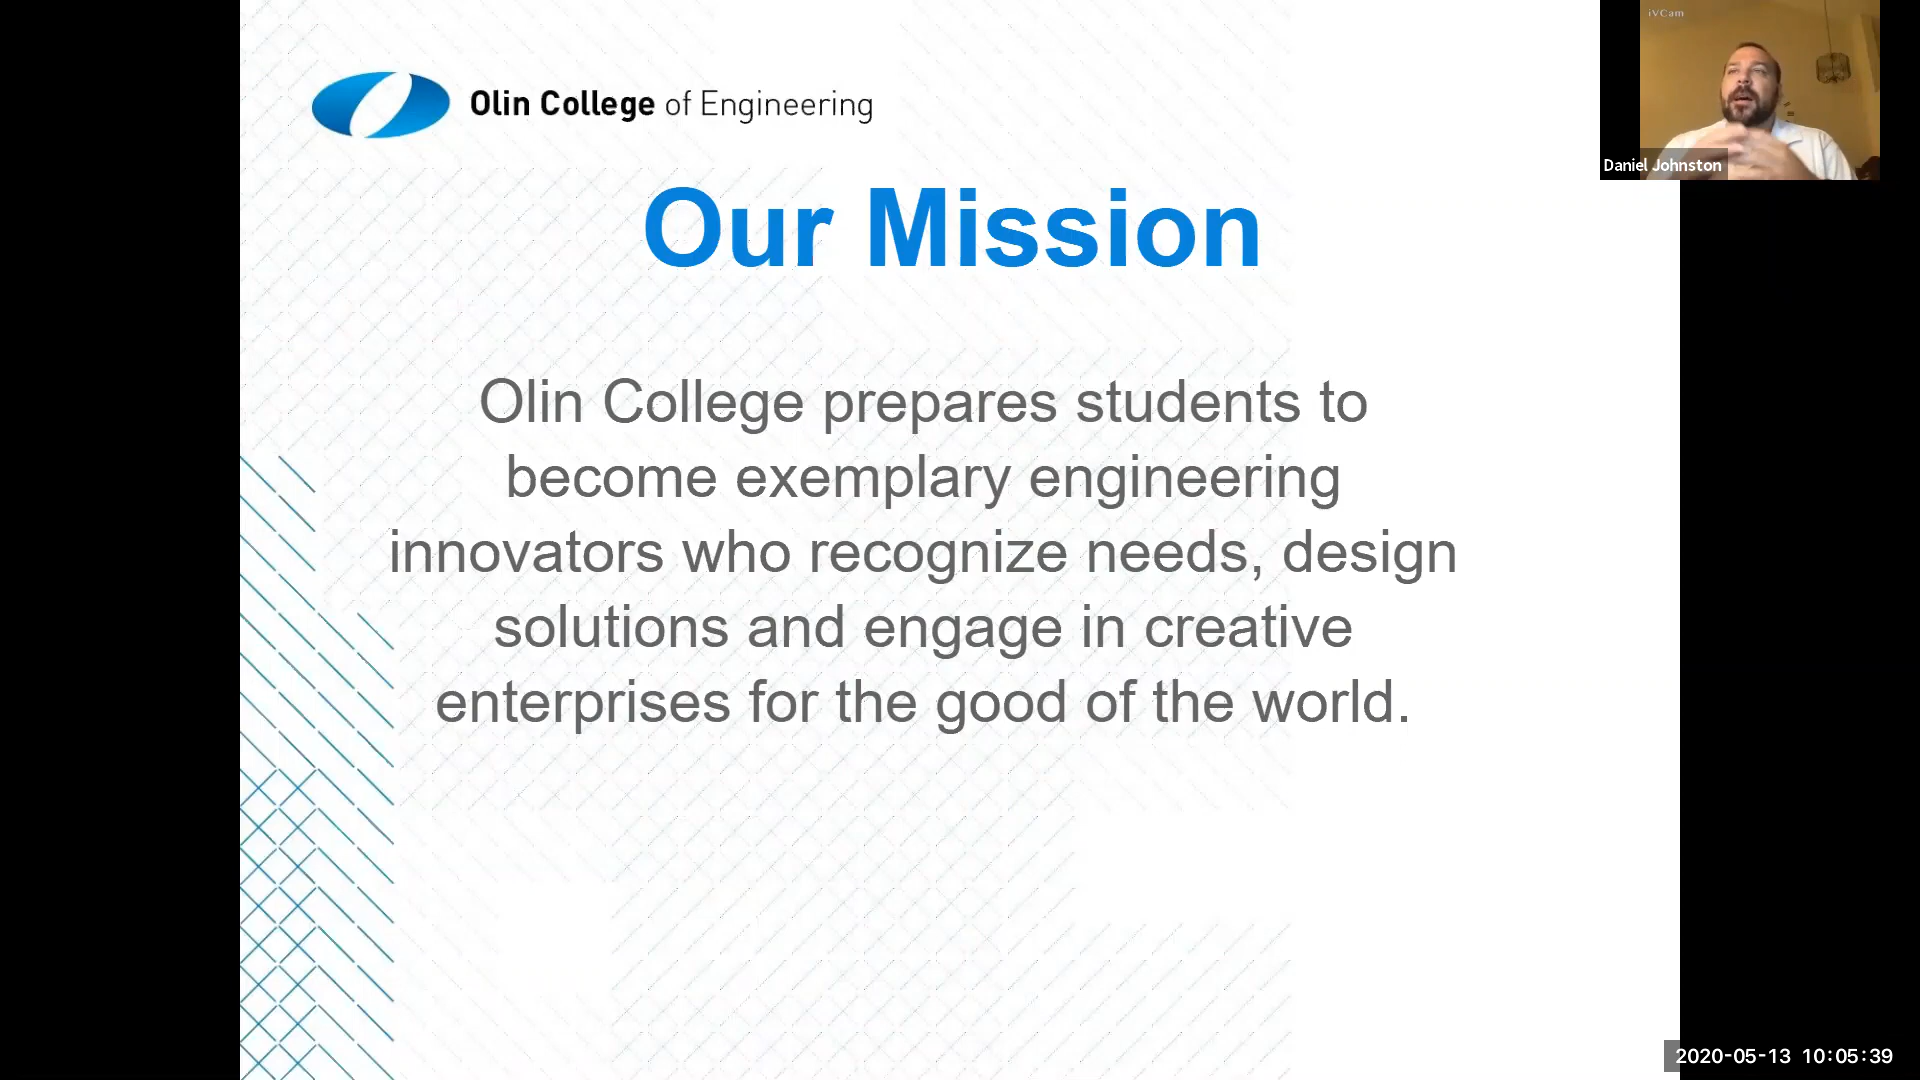 Olin College of Engineering
iVCam
Daniel Johnston
Our Mission
Olin College prepares students to
become exemplary engineering
innovators who recognize needs, design
solutions and engage in creative
enterprises for the good of the world.
2020-05-13 10:05:39